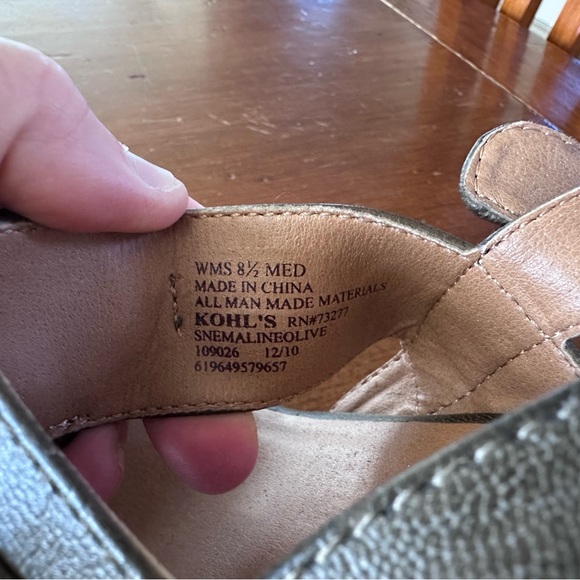 WMS 8½ MED
MADE IN CHINA
ALL MAN MADE MATERIALS
KOHL'S RN#73277
SNEMALINEOLIVE
109026 12/10
619649579657